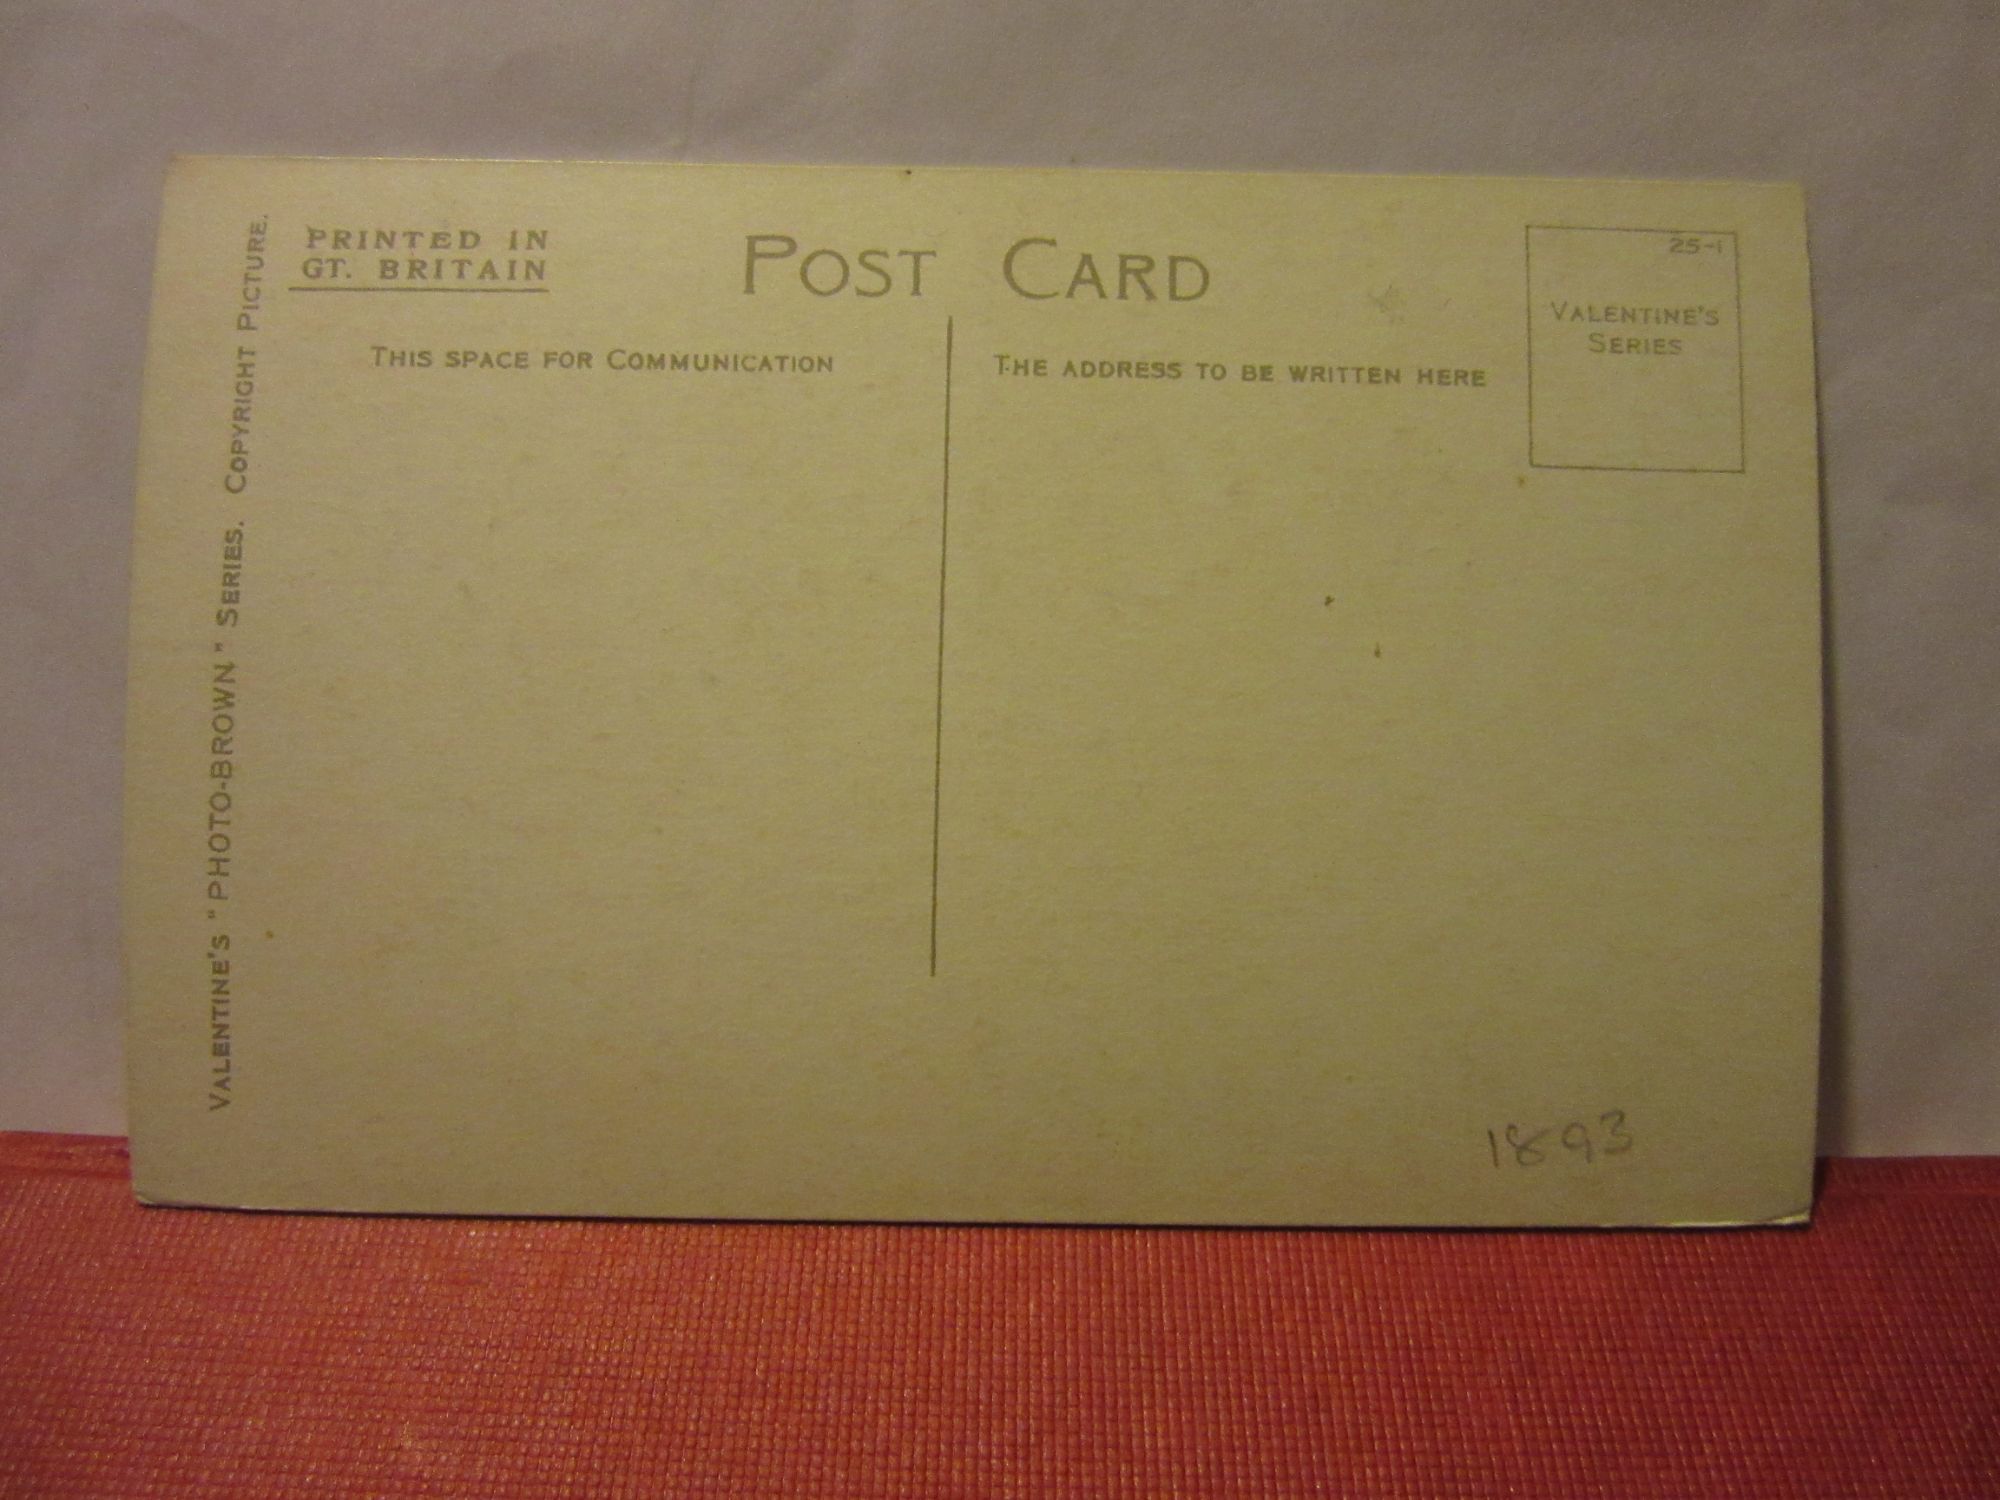 PRINTED IN
GT. BRITAIN
POST CARD
25-1
VALENTINE'S
SERIES
THIS SPACE FOR COMMUNICATION
THE ADDRESS TO BE WRITTEN HERE
VALENTINE'S "PHOTO-BROWN" SERIES. COPYRIGHT PICTURE.
1893